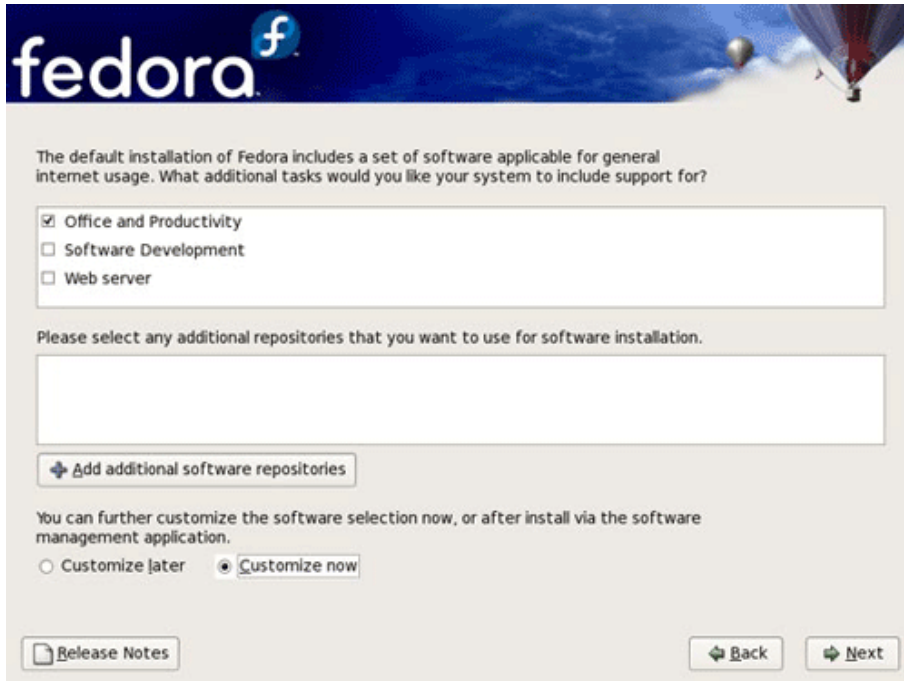 fedora
The default installation of Fedora includes a set of software applicable for general
internet usage. What additional tasks would you like your system to include support for?
Office and Productivity
Software Development
Web server
Please select any additional repositories that you want to use for software installation.
Add additional software repositories
You can further customize the software selection now, or after install via the software
management application.
Customize later Customize now
Release Notes Back Next